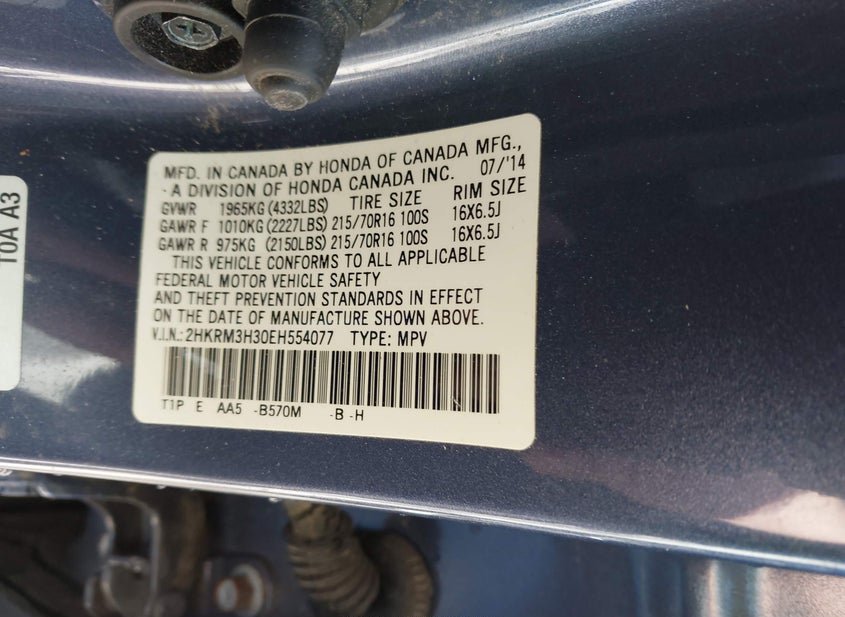 MFD. IN CANADA BY HONDA OF CANADA MFG.,
A DIVISION OF HONDA CANADA INC. 07/'14
GVWR 1965KG (4332LBS) TIRE SIZE RIM SIZE
GAWR F 1010KG (2227LBS) 215/70R16 100S 16X6.5J
GAWR R 975KG (2150LBS) 215/70R16 100S 16X6.5J
THIS VEHICLE CONFORMS TO ALL APPLICABLE
FEDERAL MOTOR VEHICLE SAFETY
AND THEFT PREVENTION STANDARDS IN EFFECT
ON THE DATE OF MANUFACTURE SHOWN ABOVE.
V.I.N.: 2HKRM3H30EH554077 TYPE: MPV
T1P E AA5 -B570M -B -H
T0A A3